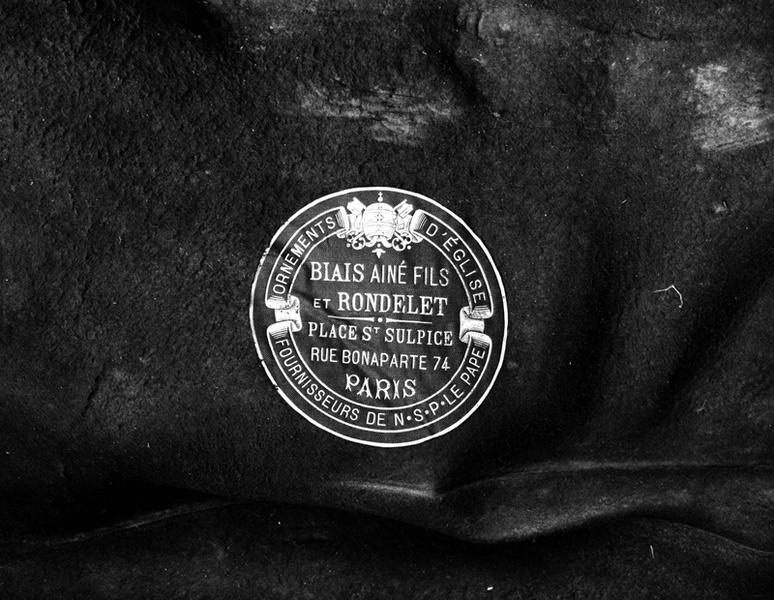 ORNEMENTS D'ÉGLISE
BIAIS AINÉ FILS
ET RONDELET
PLACE ST SULPICE
RUE BONAPARTE 74
PARIS
FOURNISSEURS DE N•S•P•LE PAPE